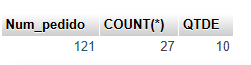 Num_pedido COUNT(*) QTDE
121 27 10